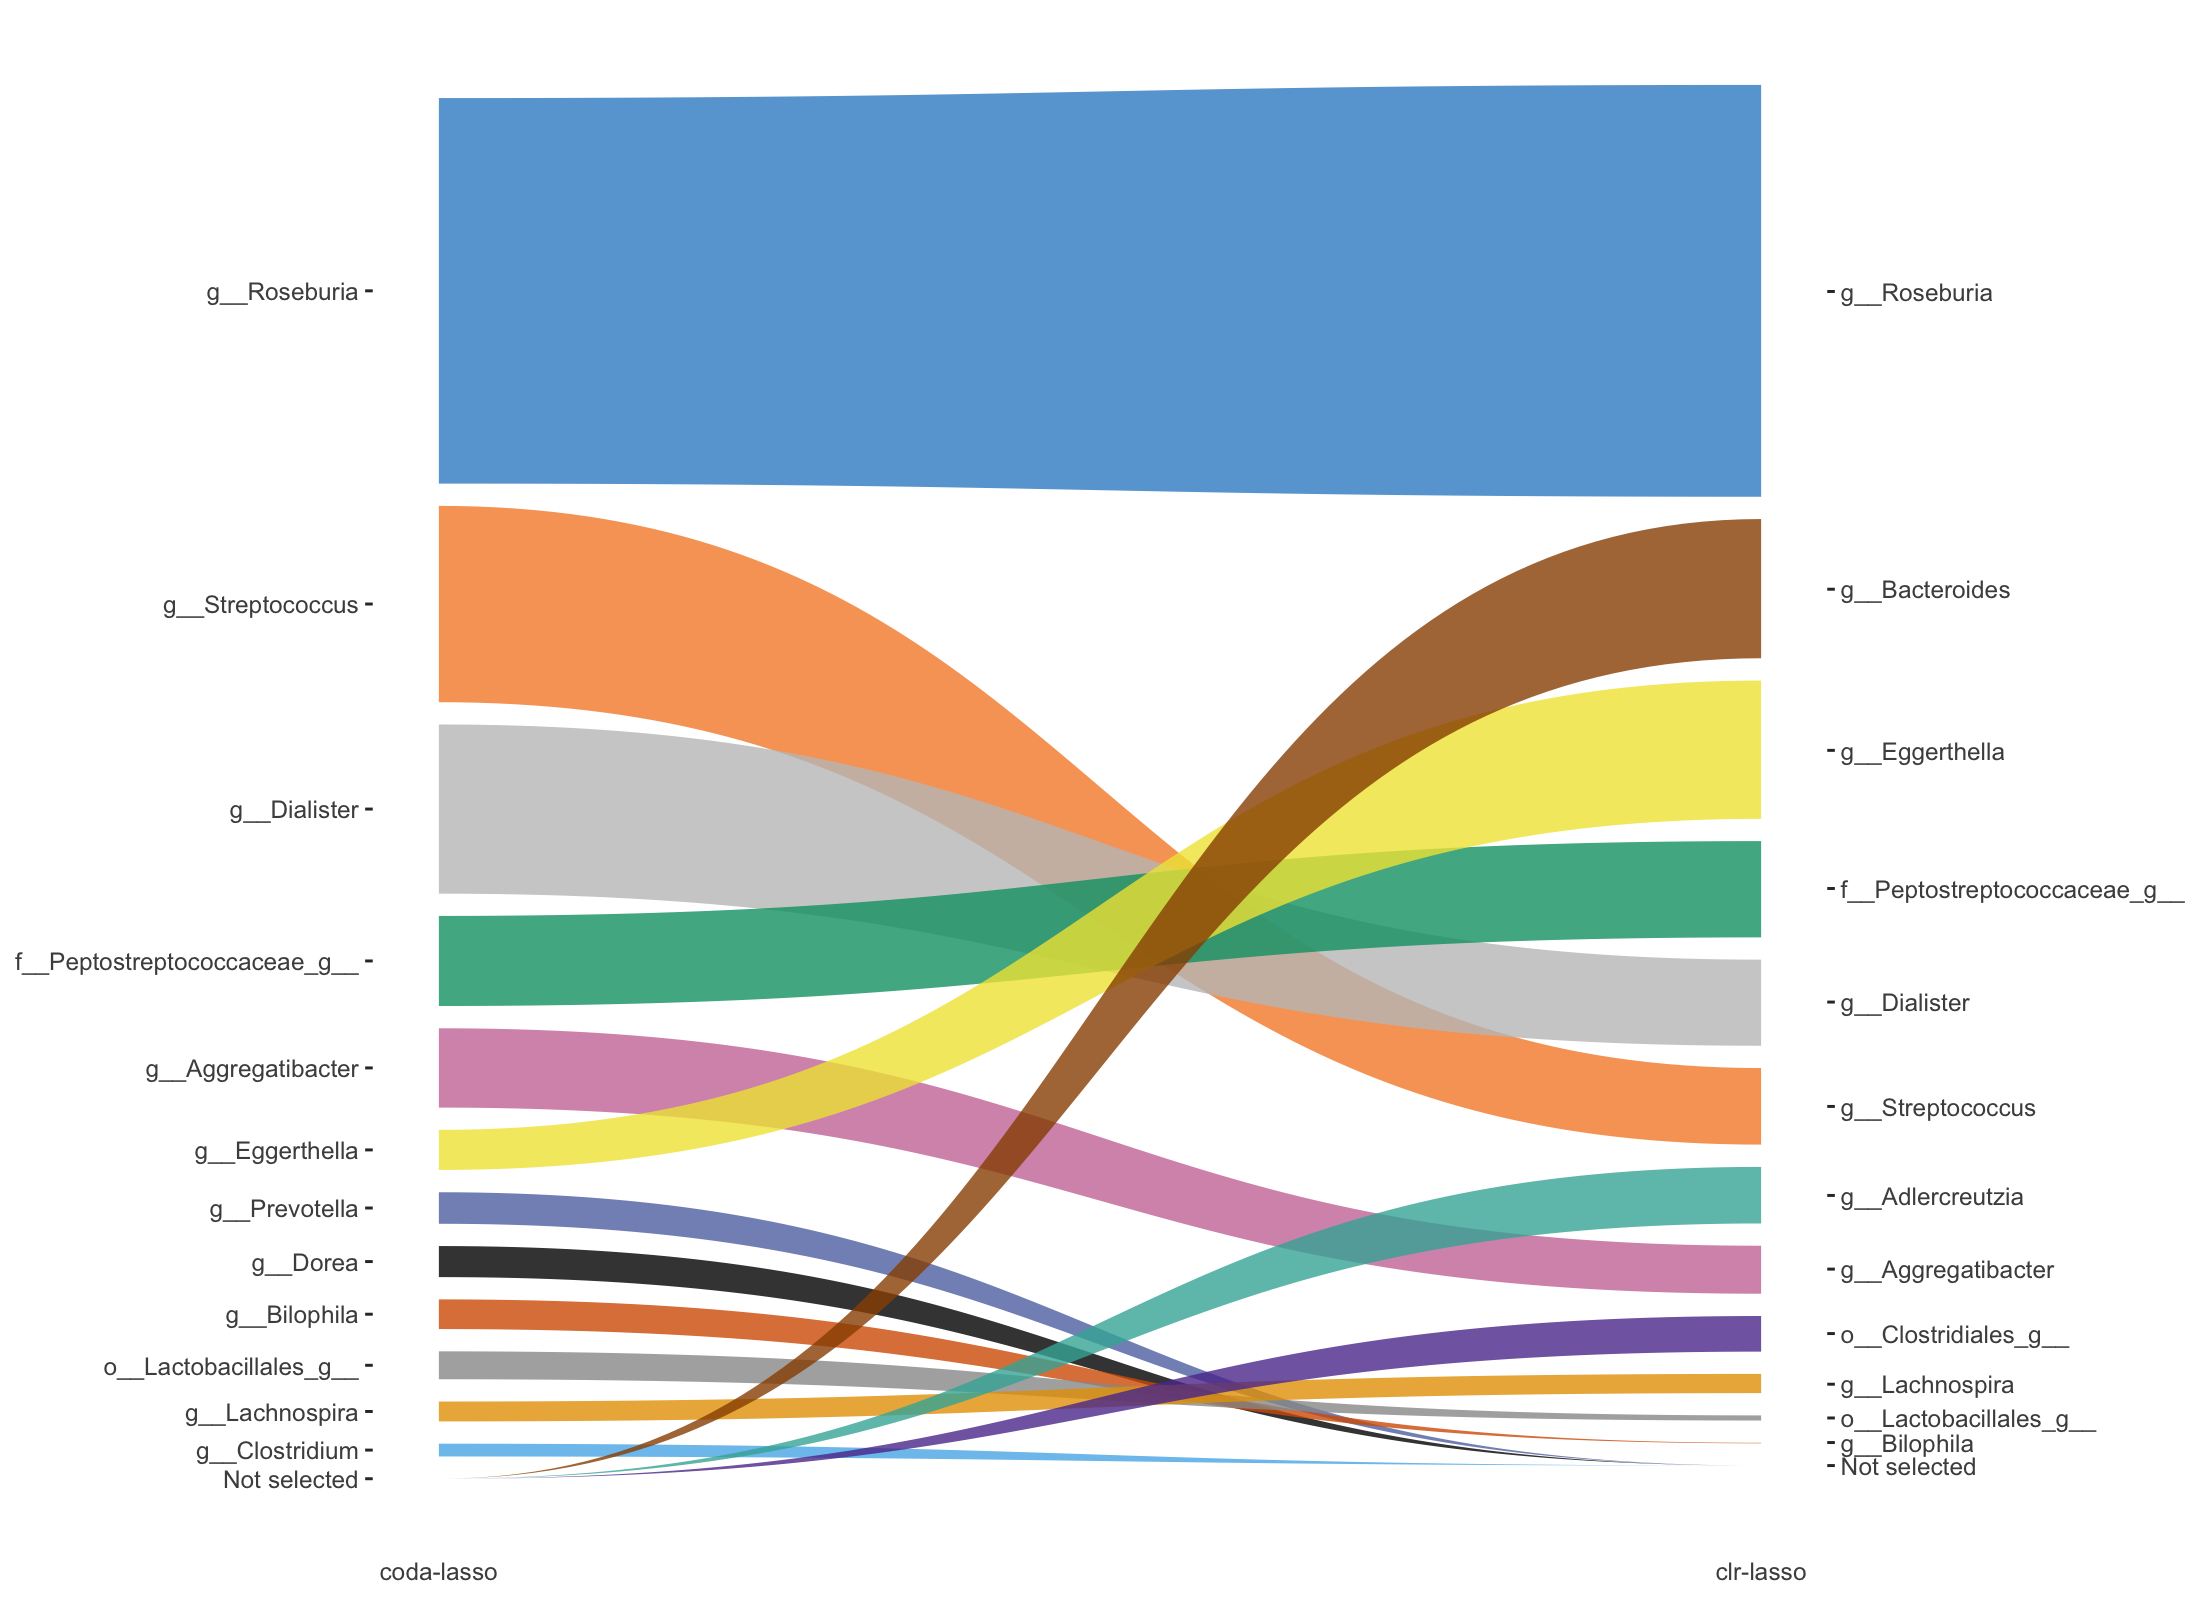 g__Roseburia
g__Streptococcus
g__Dialister
f__Peptostreptococcaceae_g__
g__Aggregatibacter
g__Eggerthella
g__Prevotella
g__Dorea
g__Bilophila
o__Lactobacillales_g__
g__Lachnospira
g__Clostridium
Not selected
g__Roseburia
g__Bacteroides
g__Eggerthella
f__Peptostreptococcaceae_g__
g__Dialister
g__Streptococcus
g__Adlercreutzia
g__Aggregatibacter
o__Clostridiales_g__
g__Lachnospira
o__Lactobacillales_g__
g__Bilophila
Not selected
coda-lasso
clr-lasso